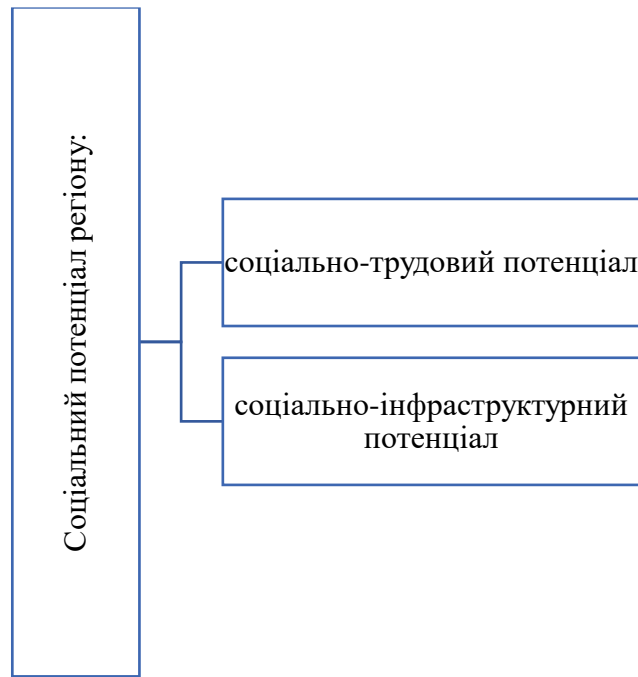 Соціальний потенціал регіону:
соціально-трудовий потенціал
соціально-інфраструктурний
потенціал